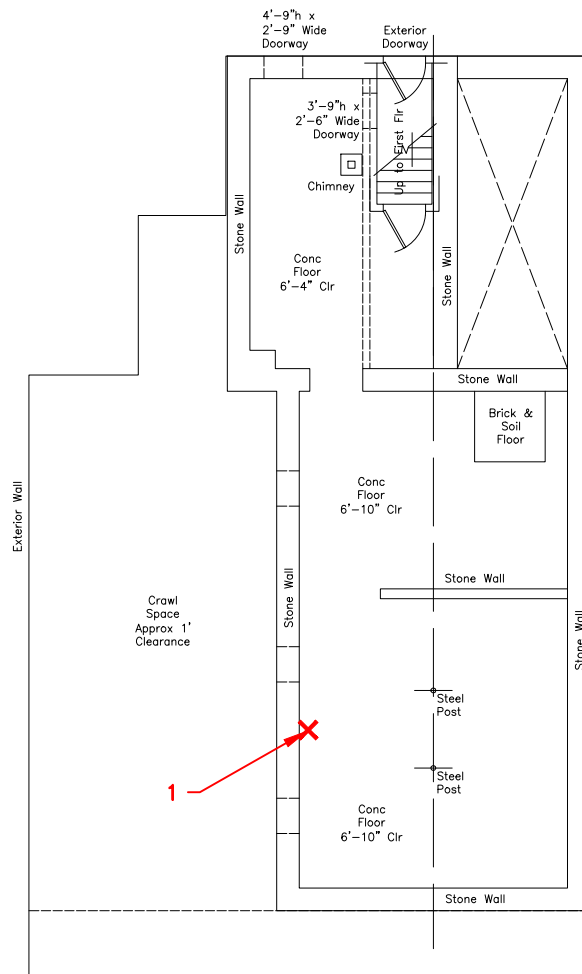 4'-9"h x
2'-9" Wide
Doorway
Exterior
Doorway
3'-9"h x
2'-6" Wide
Doorway
Up to First Flr
Chimney
Stone Wall
Conc
Floor
6'-4" Clr
Stone Wall
Stone Wall
Brick &
Soil
Floor
Exterior Wall
Conc
Floor
6'-10" Clr
Stone Wall
Stone Wall
Crawl
Space
Approx 1'
Clearance
Stone Wall
Steel
Post
Steel
Post
1
Conc
Floor
6'-10" Clr
Stone Wall